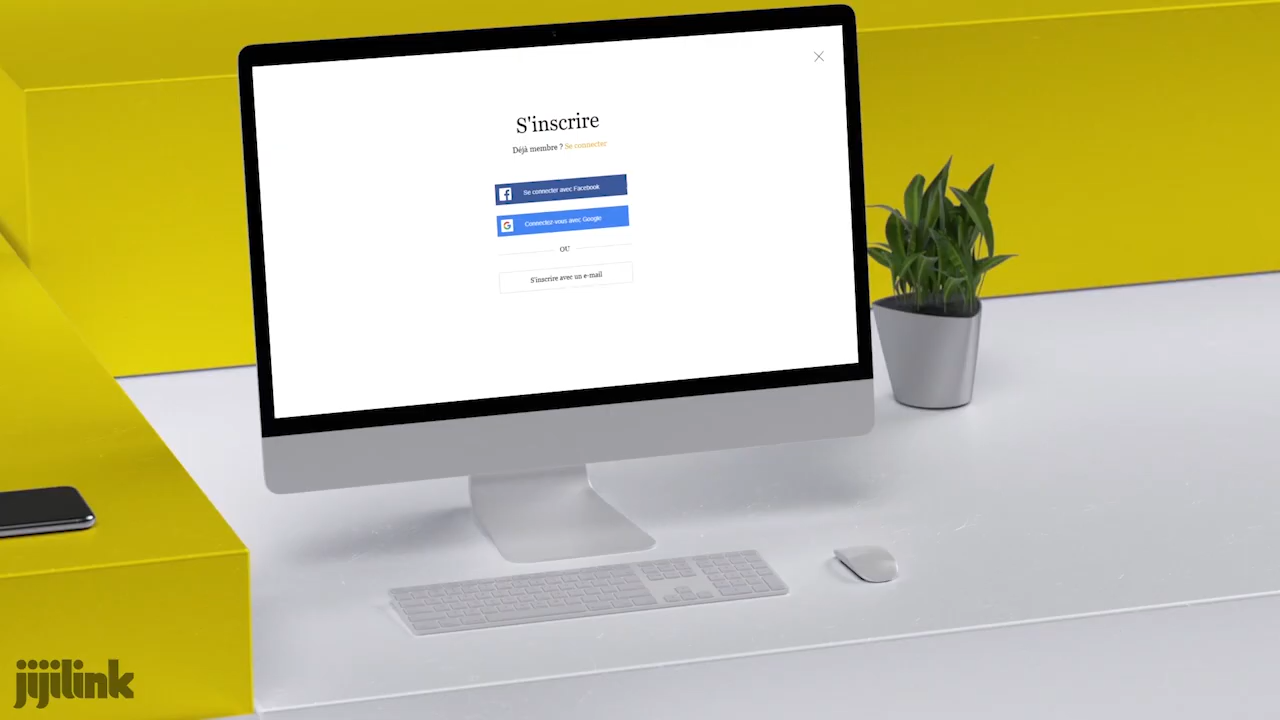 S'inscrire
Déjà membre ? Se connecter
Se connecter avec Facebook
Connectez-vous avec Google
OU
S'inscrire avec un e-mail
jijilink